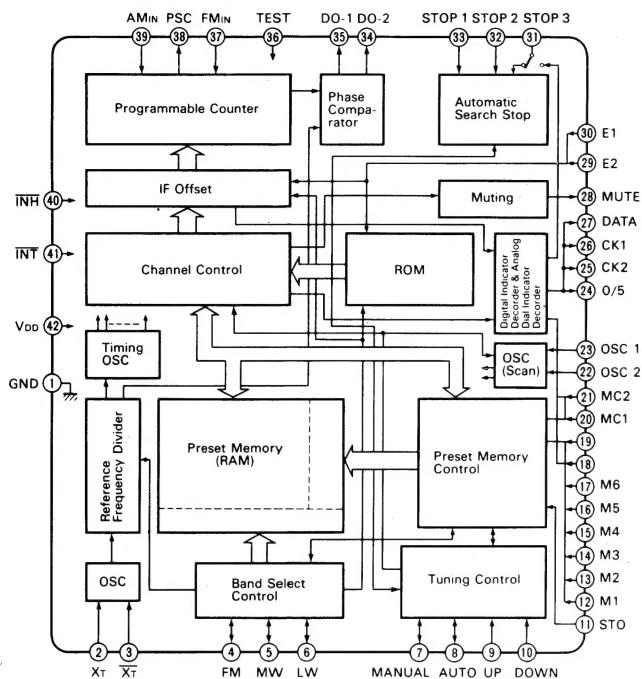 AMIN PSC FMIN TEST DO-1 DO-2 STOP 1 STOP 2 STOP 3
39 38 37 36 35 34 33 32 31
Programmable Counter
Phase
Compa-
rator
Automatic
Search Stop
30 E1
29 E2
IF Offset
Muting
28 MUTE
INH 40
27 DATA
26 CK1
25 CK2
24 O/5
INT 41
Channel Control
ROM
Digital Indicator
Decorder & Analog
Dial Indicator
Decorder
VDD 42
Timing
OSC
OSC
(Scan)
23 OSC 1
22 OSC 2
GND 1
21 MC2
20 MC1
19
18
Reference
Frequency Divider
Preset Memory
(RAM)
Preset Memory
Control
17 M6
16 M5
15 M4
14 M3
13 M2
12 M1
11 STO
OSC
Band Select
Control
Tuning Control
2 3 4 5 6 7 8 9 10
XT XT FM MW LW MANUAL AUTO UP DOWN